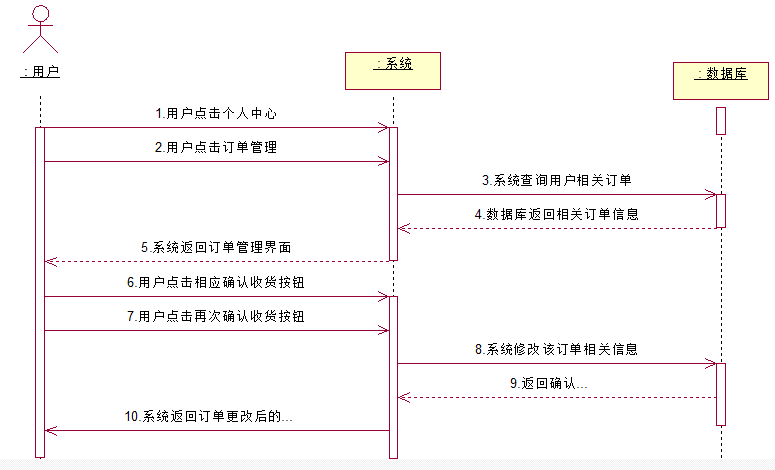 : 用户
: 系统
: 数据库
1.用户点击个人中心
2.用户点击订单管理
3.系统查询用户相关订单
4.数据库返回相关订单信息
5.系统返回订单管理界面
6.用户点击相应确认收货按钮
7.用户点击再次确认收货按钮
8.系统修改该订单相关信息
9.返回确认...
10.系统返回订单更改后的...